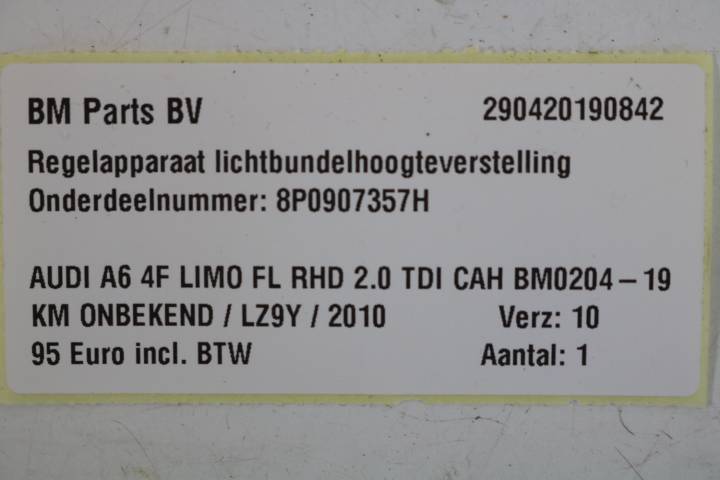 BM Parts BV 290420190842
Regelapparaat lichtbundelhoogteverstelling
Onderdeelnummer: 8P0907357H
AUDI A6 4F LIMO FL RHD 2.0 TDI CAH BM0204-19
KM ONBEKEND / LZ9Y / 2010 Verz: 10
95 Euro incl. BTW Aantal: 1